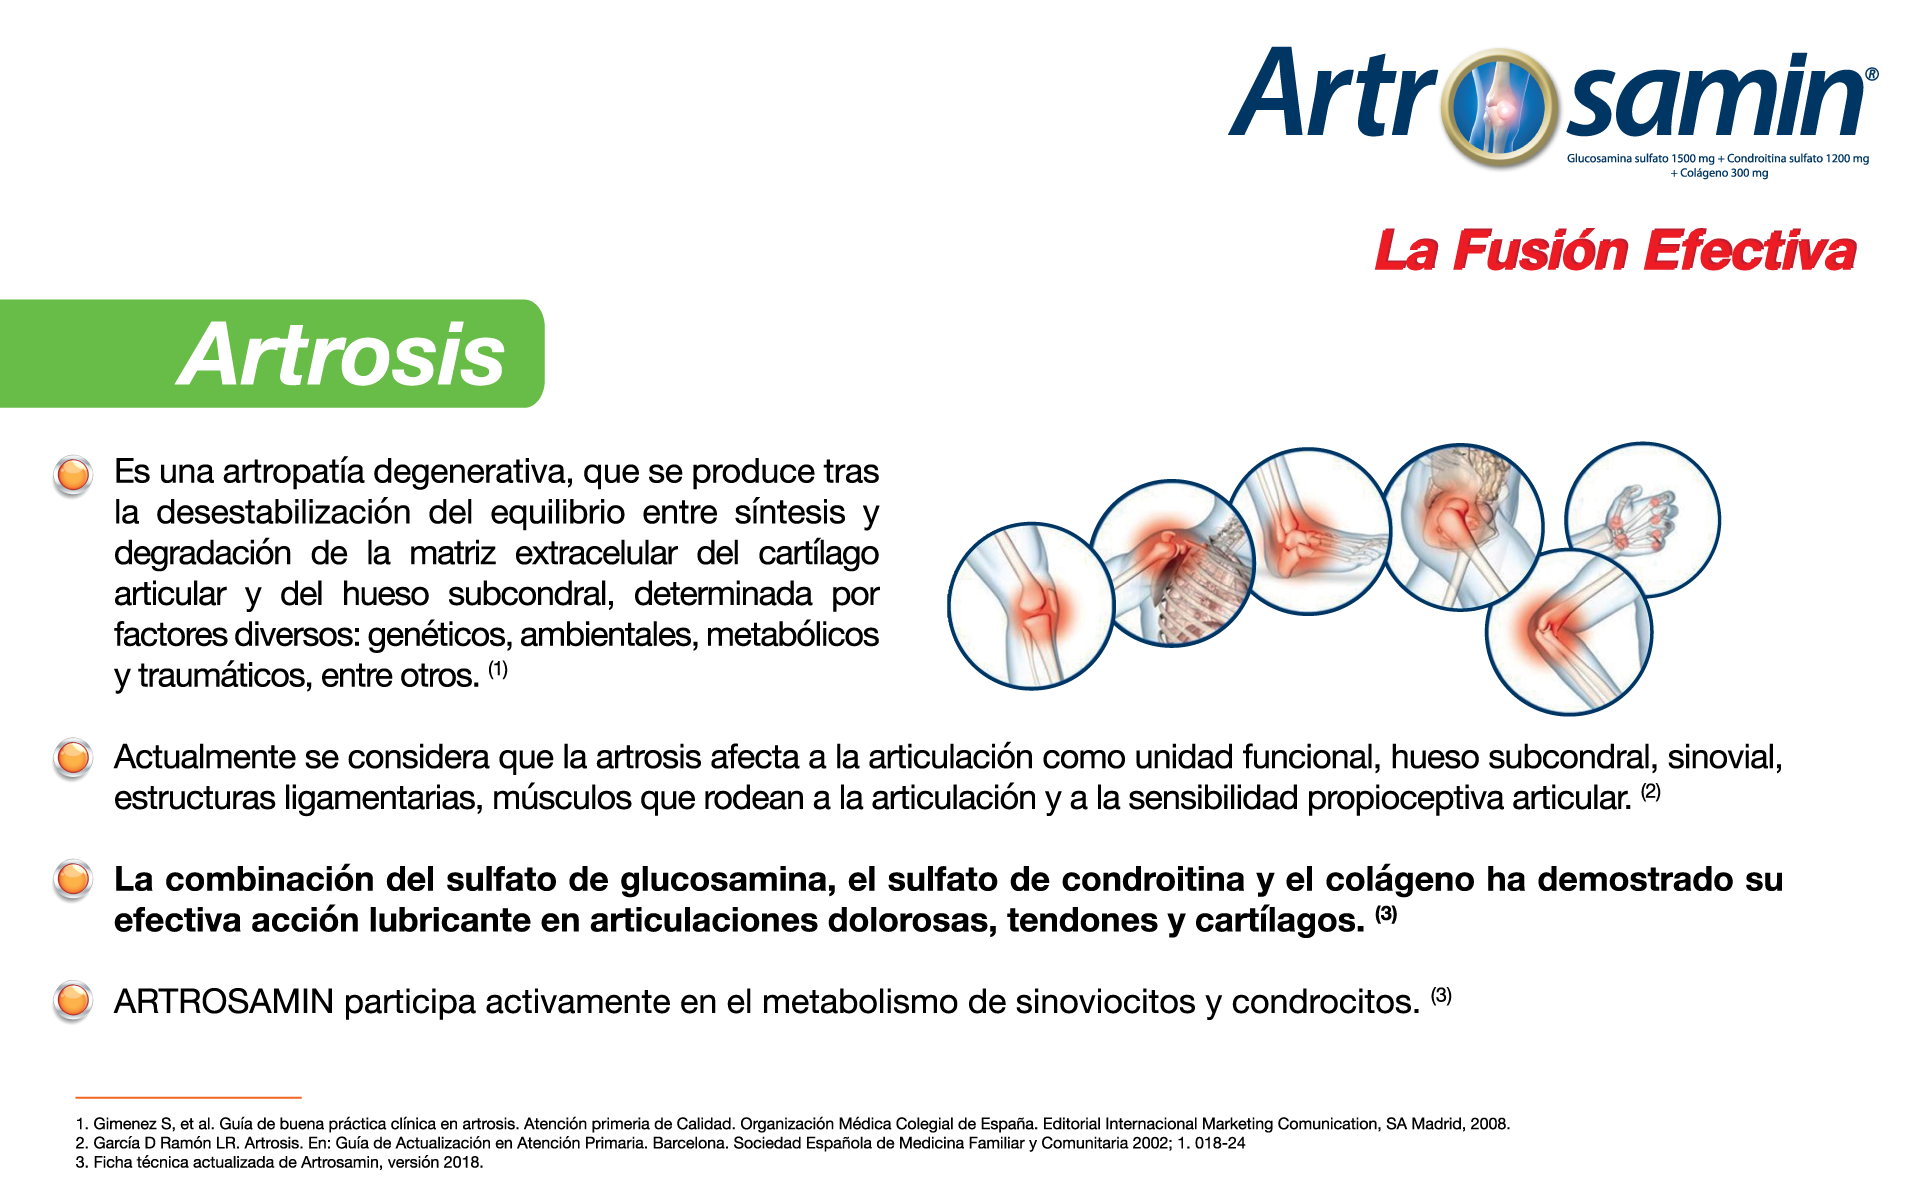 Artrosamin®
Glucosamina sulfato 1500 mg + Condroitina sulfato 1200 mg
+ Colágeno 300 mg
La Fusión Efectiva
Artrosis
Es una artropatía degenerativa, que se produce tras
la desestabilización del equilibrio entre síntesis y
degradación de la matriz extracelular del cartílago
articular y del hueso subcondral, determinada por
factores diversos: genéticos, ambientales, metabólicos
y traumáticos, entre otros. (1)
Actualmente se considera que la artrosis afecta a la articulación como unidad funcional, hueso subcondral, sinovial,
estructuras ligamentarias, músculos que rodean a la articulación y a la sensibilidad propioceptiva articular. (2)
La combinación del sulfato de glucosamina, el sulfato de condroitina y el colágeno ha demostrado su
efectiva acción lubricante en articulaciones dolorosas, tendones y cartílagos. (3)
ARTROSAMIN participa activamente en el metabolismo de sinoviocitos y condrocitos. (3)
1. Gimenez S, et al. Guía de buena práctica clínica en artrosis. Atención primeria de Calidad. Organización Médica Colegial de España. Editorial Internacional Marketing Comunication, SA Madrid, 2008.
2. García D Ramón LR. Artrosis. En: Guía de Actualización en Atención Primaria. Barcelona. Sociedad Española de Medicina Familiar y Comunitaria 2002; 1. 018-24
3. Ficha técnica actualizada de Artrosamin, versión 2018.